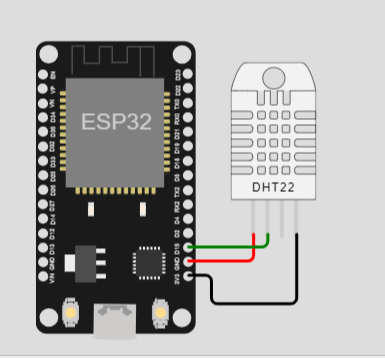 ESP32
DHT22
EN
VP
VN
D34
D35
D32
D33
D25
D26
D27
D14
D12
D13
GND
VIN
D23
D22
TX0
RX0
D21
D19
D18
D5
TX2
RX2
D4
D2
D15
GND
3V3